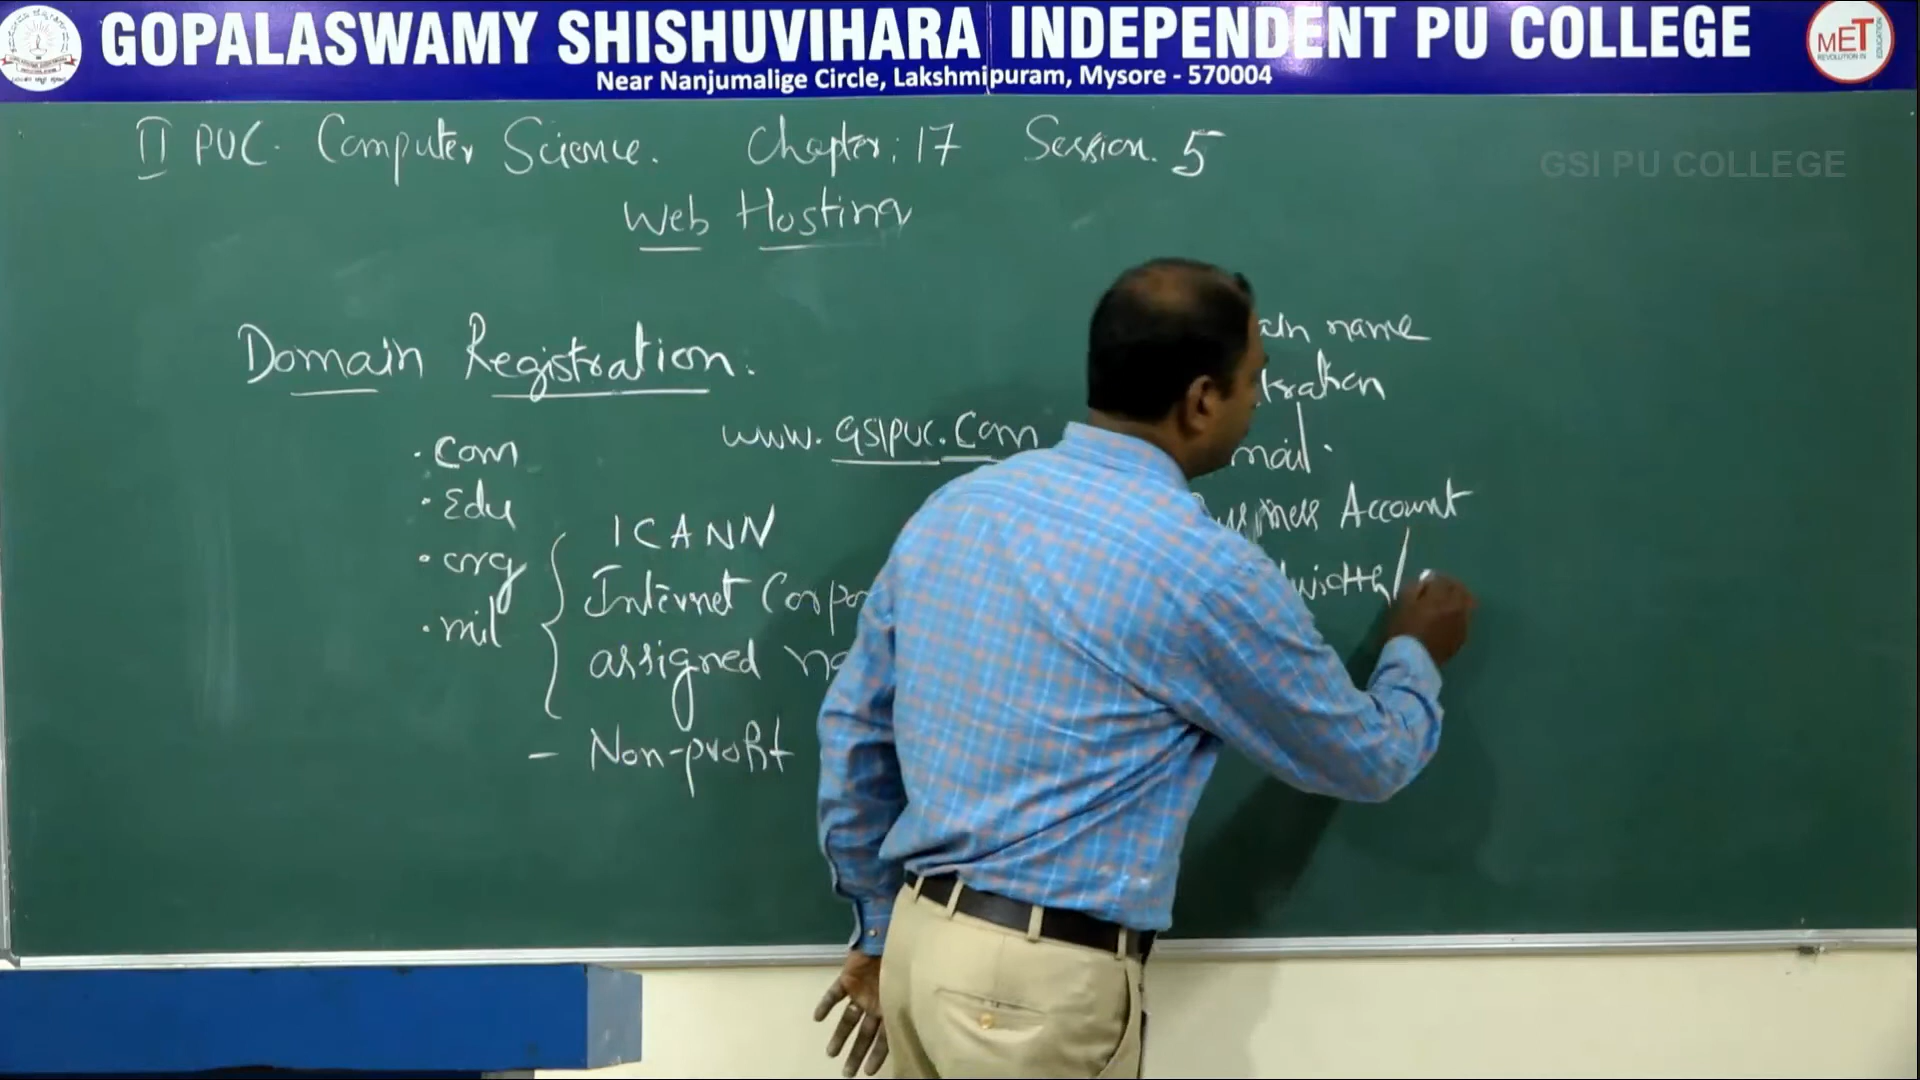 GOPALASWAMY SHISHUVIHARA INDEPENDENT PU COLLEGE
Near Nanjumalige Circle, Lakshmipuram, Mysore - 570004
MET
GSI PU COLLEGE
II PUC. Computer Science. Chapter: 17 Session. 5
Web Hosting
Domain Registration.
.com
.Edu
.org
.mil
www.GSIPUC.Com
ICANN
Internet
assigned
- Non-profit
name
Account